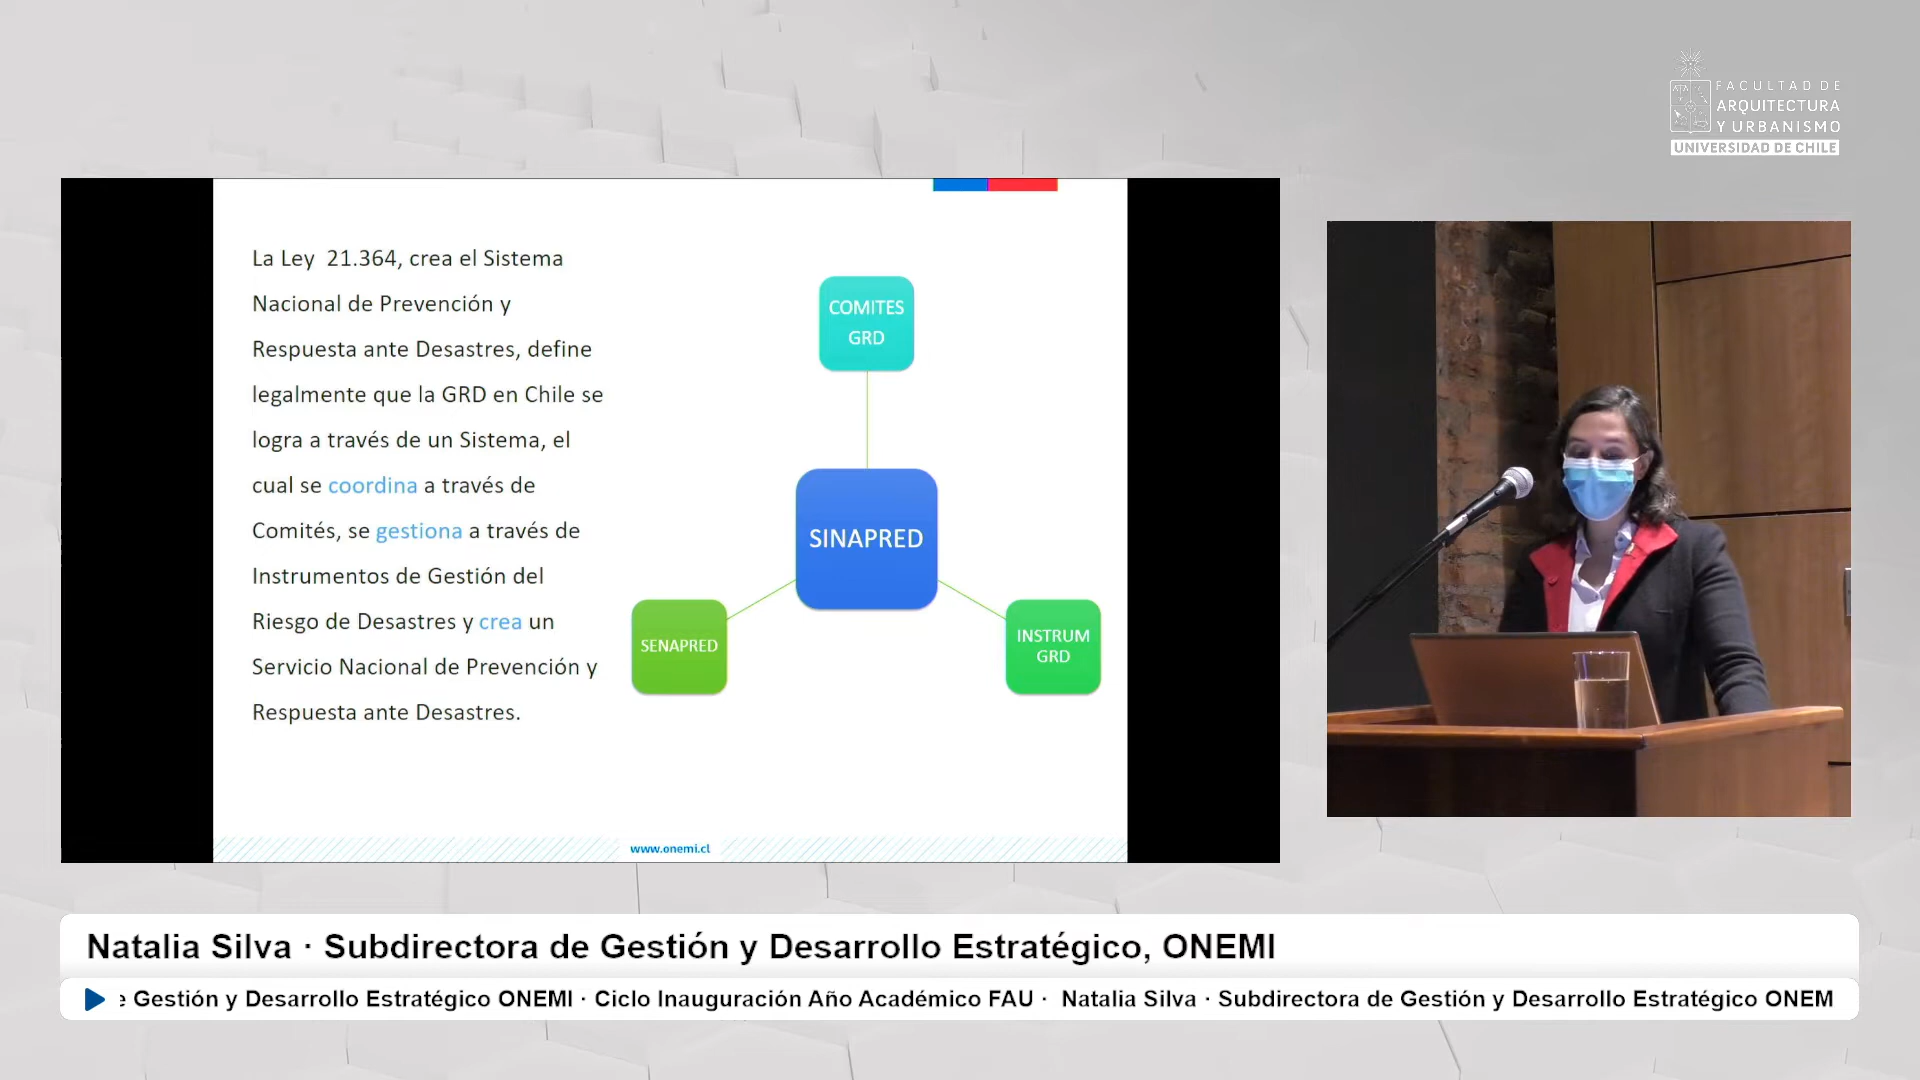 FACULTAD DE
ARQUITECTURA
Y URBANISMO
UNIVERSIDAD DE CHILE
La Ley 21.364, crea el Sistema
Nacional de Prevención y
Respuesta ante Desastres, define
legalmente que la GRD en Chile se
logra a través de un Sistema, el
cual se coordina a través de
Comités, se gestiona a través de
Instrumentos de Gestión del
Riesgo de Desastres y crea un
Servicio Nacional de Prevención y
Respuesta ante Desastres.
COMITES
GRD
SINAPRED
SENAPRED
INSTRUM
GRD
www.onemi.cl
Natalia Silva · Subdirectora de Gestión y Desarrollo Estratégico, ONEMI
e Gestión y Desarrollo Estratégico ONEMI · Ciclo Inauguración Año Académico FAU · Natalia Silva · Subdirectora de Gestión y Desarrollo Estratégico ONEM